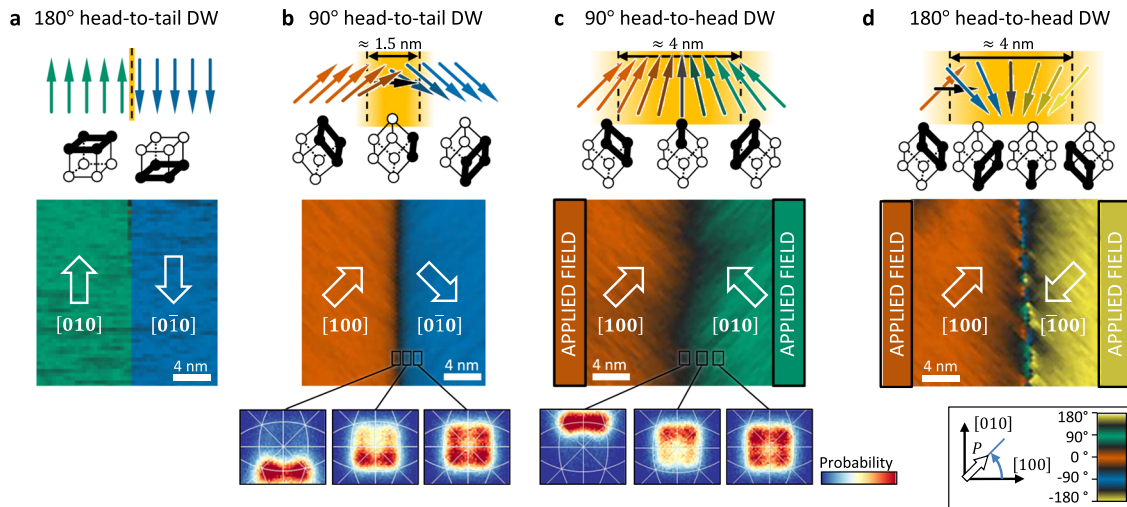 a 180° head-to-tail DW
b 90° head-to-tail DW
c 90° head-to-head DW
d 180° head-to-head DW
≈ 1.5 nm
≈ 4 nm
≈ 4 nm
[010]
[01̅0]
4 nm
[100]
[01̅0]
4 nm
APPLIED FIELD
[100]
[010]
4 nm
APPLIED FIELD
APPLIED FIELD
[100]
[1̅00]
4 nm
APPLIED FIELD
Probability
[010]
P
[100]
180°
90°
0°
-90°
-180°